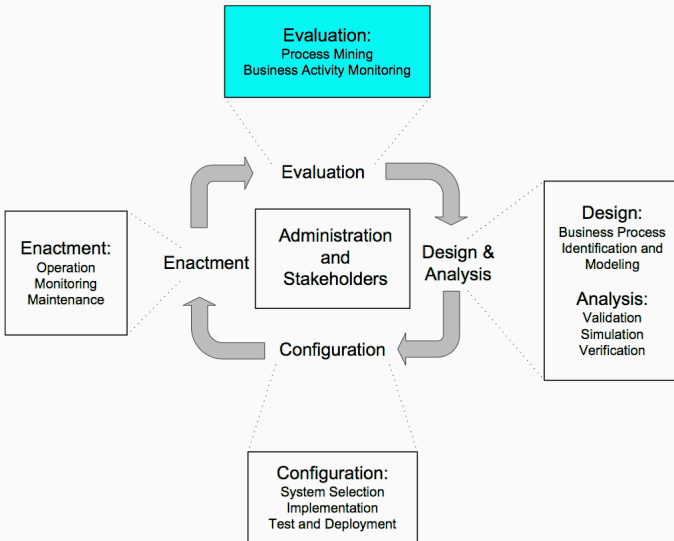 Evaluation:
Process Mining
Business Activity Monitoring
Evaluation
Enactment:
Operation
Monitoring
Maintenance
Enactment
Administration
and
Stakeholders
Design &
Analysis
Design:
Business Process
Identification and
Modeling
Analysis:
Validation
Simulation
Verification
Configuration
Configuration:
System Selection
Implementation
Test and Deployment